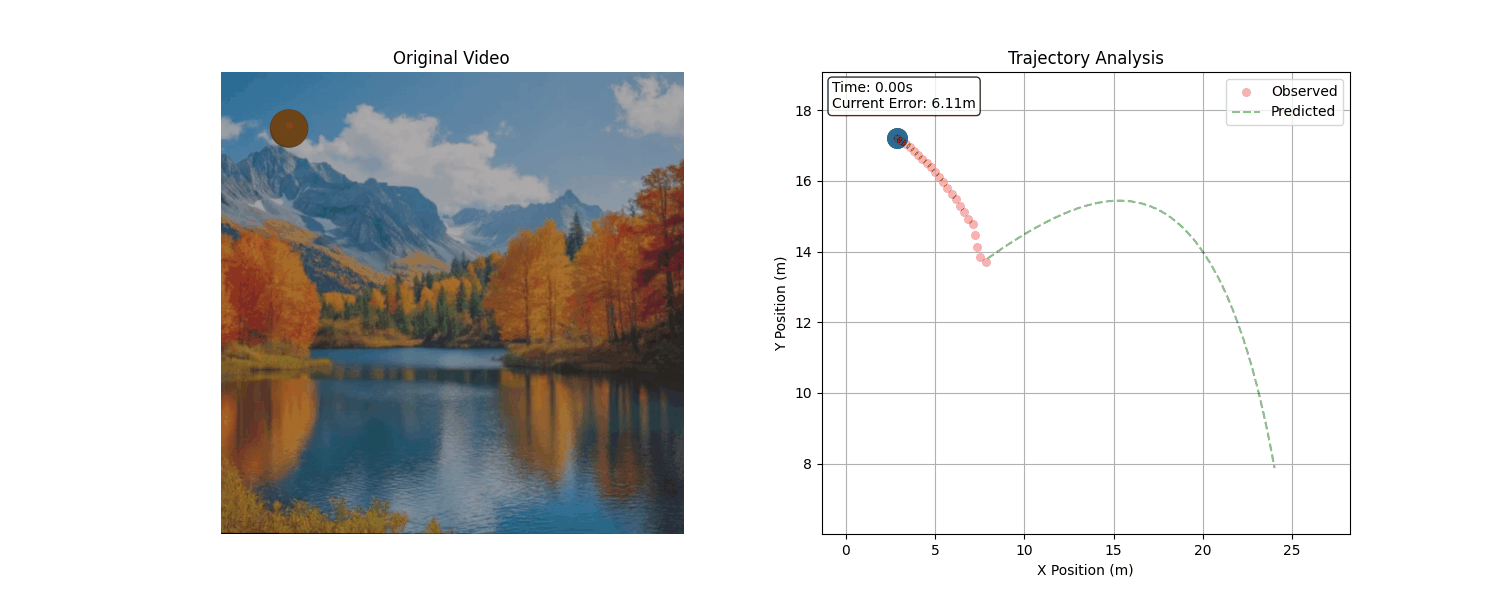 Original Video
Trajectory Analysis
Time: 0.00s
Current Error: 6.11m
Observed
Predicted
18
16
14
12
10
8
Y Position (m)
0 5 10 15 20 25
X Position (m)